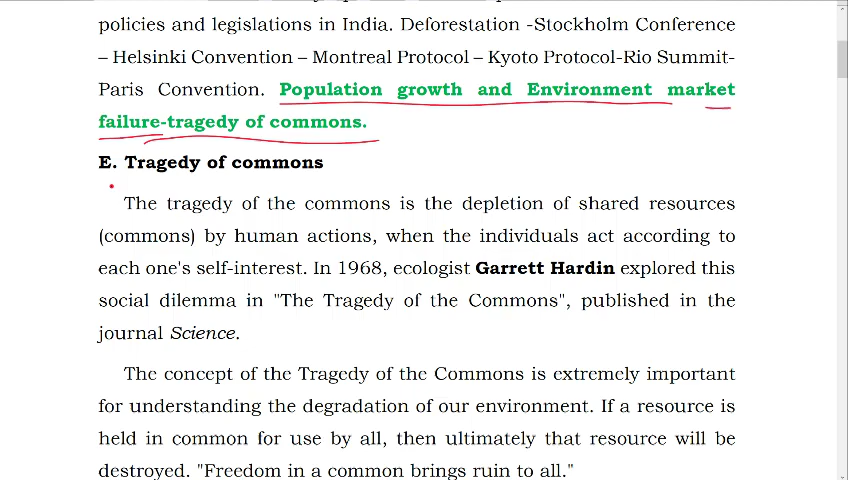 policies and legislations in India. Deforestation -Stockholm Conference
– Helsinki Convention – Montreal Protocol – Kyoto Protocol-Rio Summit-
Paris Convention. Population growth and Environment market
failure-tragedy of commons.
E. Tragedy of commons
The tragedy of the commons is the depletion of shared resources
(commons) by human actions, when the individuals act according to
each one's self-interest. In 1968, ecologist Garrett Hardin explored this
social dilemma in "The Tragedy of the Commons", published in the
journal Science.
The concept of the Tragedy of the Commons is extremely important
for understanding the degradation of our environment. If a resource is
held in common for use by all, then ultimately that resource will be
destroyed. "Freedom in a common brings ruin to all."